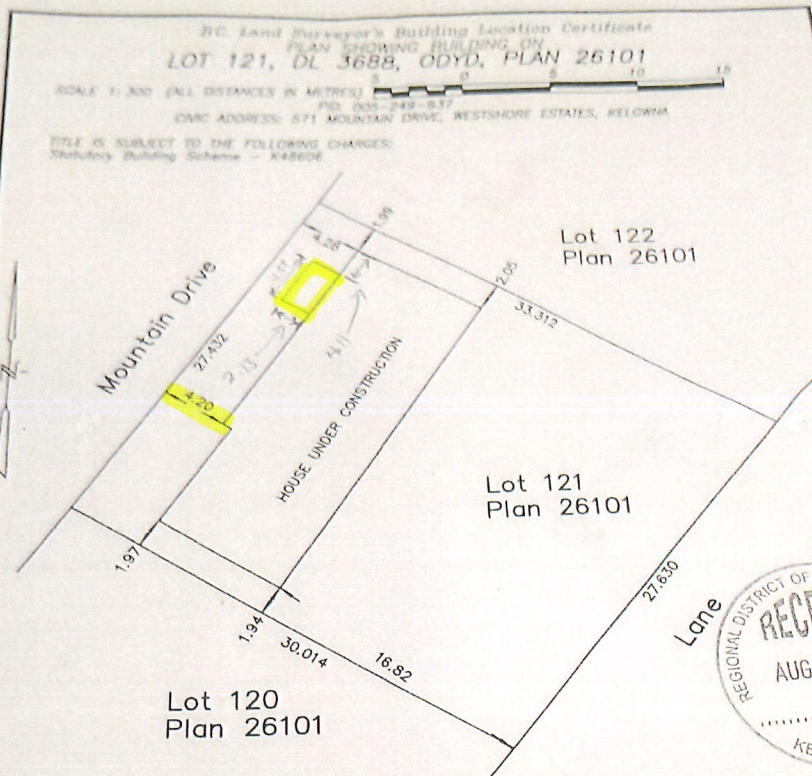 BC Land Surveyor's Building Location Certificate
PLAN SHOWING BUILDING ON
LOT 121, DL 3688, ODYD, PLAN 26101
SCALE 1: 300 (ALL DISTANCES IN METRES)
5 0 5 10 15
PID: 005-249-937
CIVIC ADDRESS: 571 MOUNTAIN DRIVE, WESTSHORE ESTATES, KELOWNA
TITLE IS SUBJECT TO THE FOLLOWING CHARGES:
Statutory Building Scheme - K48606
1.99
4.28
Lot 122
Plan 26101
2.05
33.312
Mountain Drive
27.432
2.13
4.11
4.20
HOUSE UNDER CONSTRUCTION
Lot 121
Plan 26101
1.97
27.630
Lane
1.94
30.014
16.82
Lot 120
Plan 26101
REGIONAL DISTRICT OF
AUG